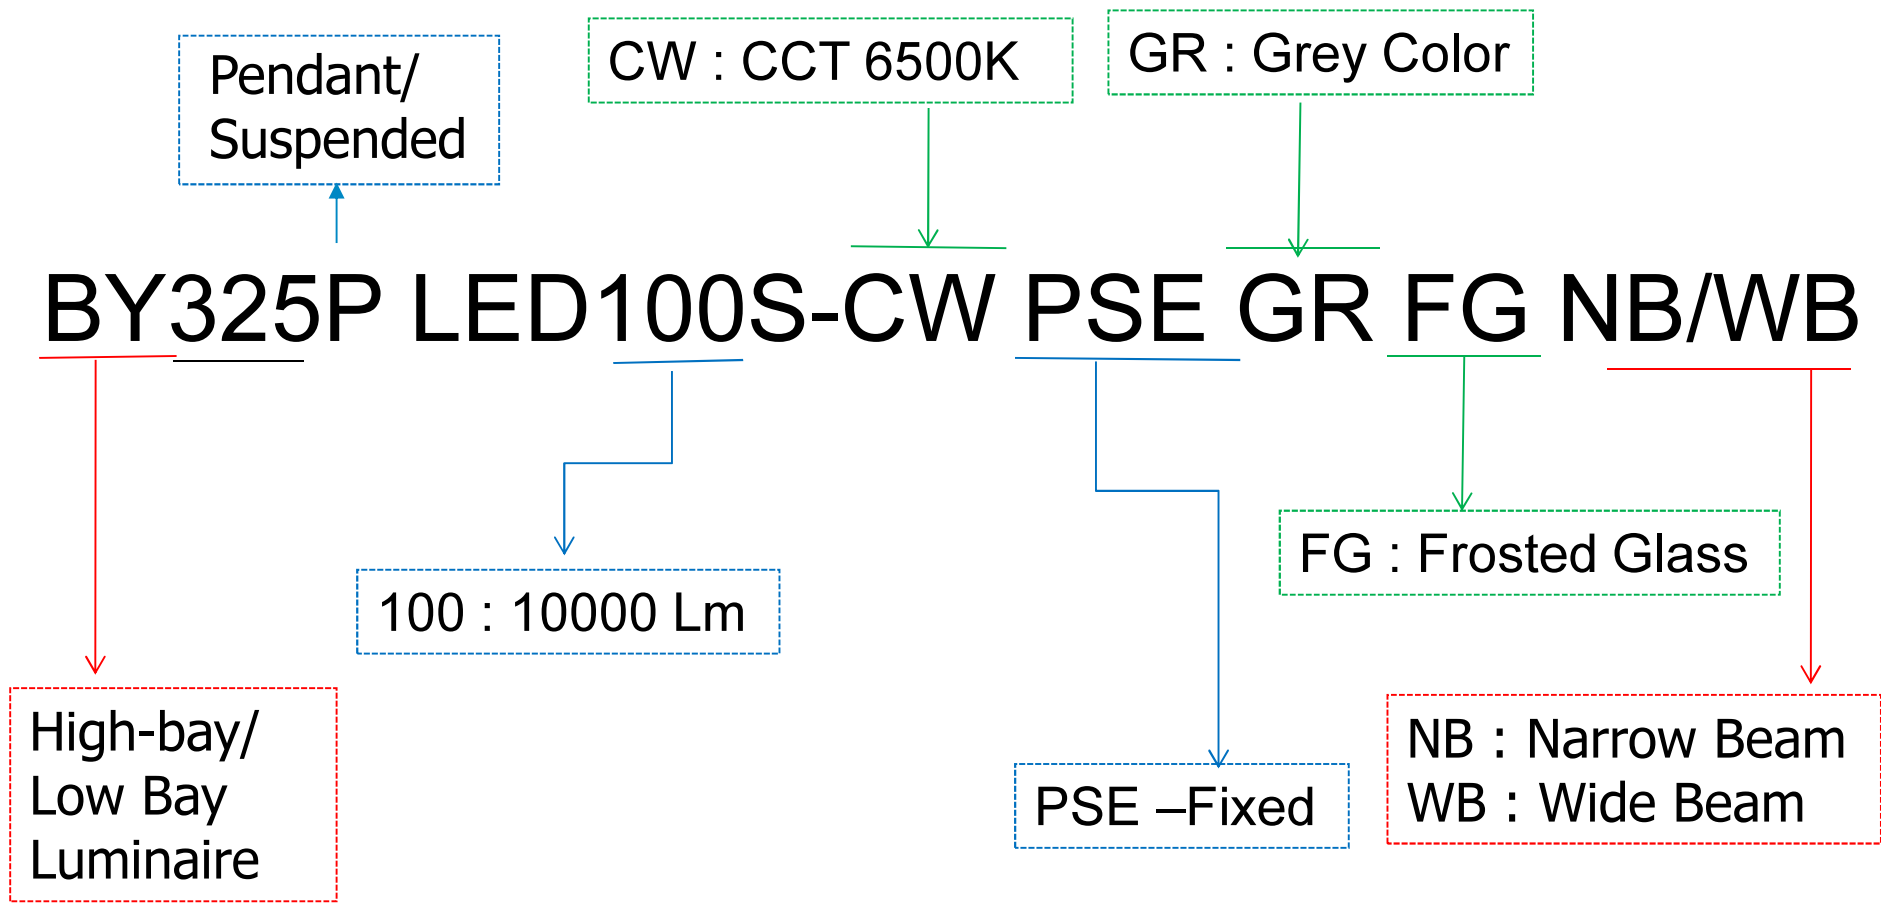 Pendant/
Suspended
CW : CCT 6500K
GR : Grey Color
BY325P LED100S-CW PSE GR FG NB/WB
100 : 10000 Lm
FG : Frosted Glass
High-bay/
Low Bay
Luminaire
PSE –Fixed
NB : Narrow Beam
WB : Wide Beam